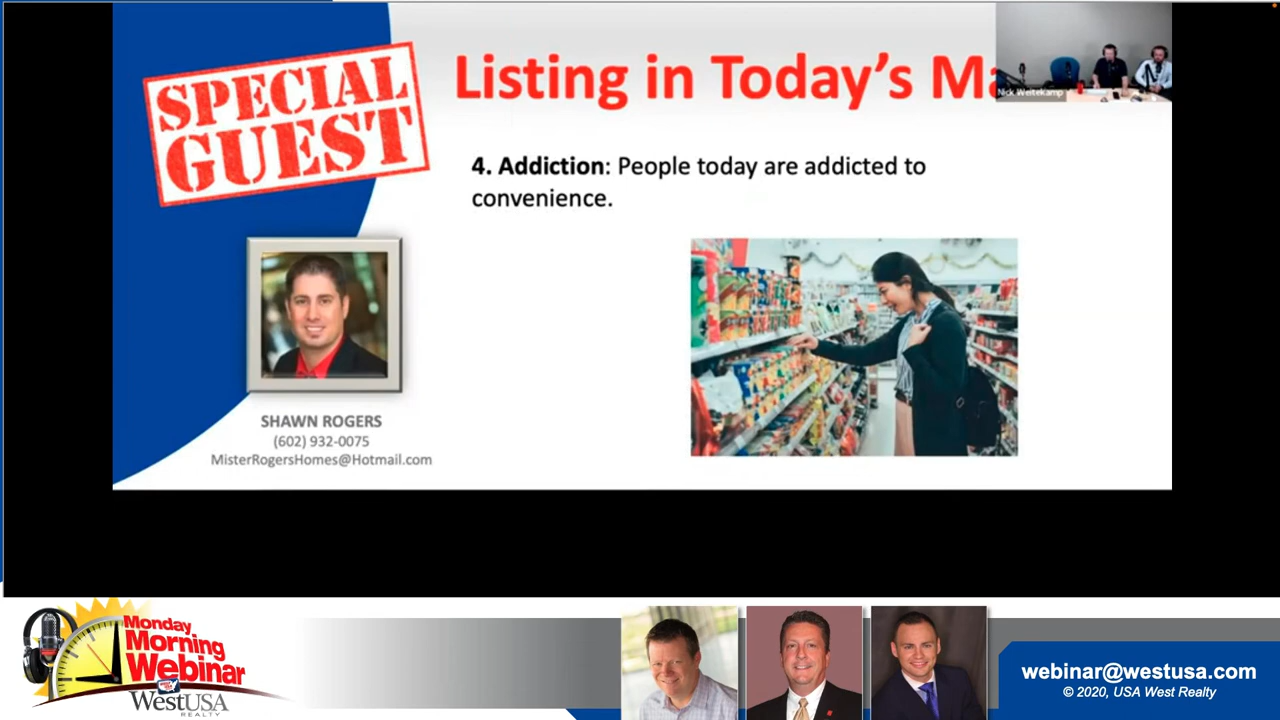 SPECIAL
GUEST
Listing in Today's Ma
Nick Weitekamp
4. Addiction: People today are addicted to
convenience.
SHAWN ROGERS
(602) 932-0075
MisterRogersHomes@Hotmail.com
Monday
Morning
Webinar
WestUSA
REALTY
webinar@westusa.com
© 2020, USA West Realty